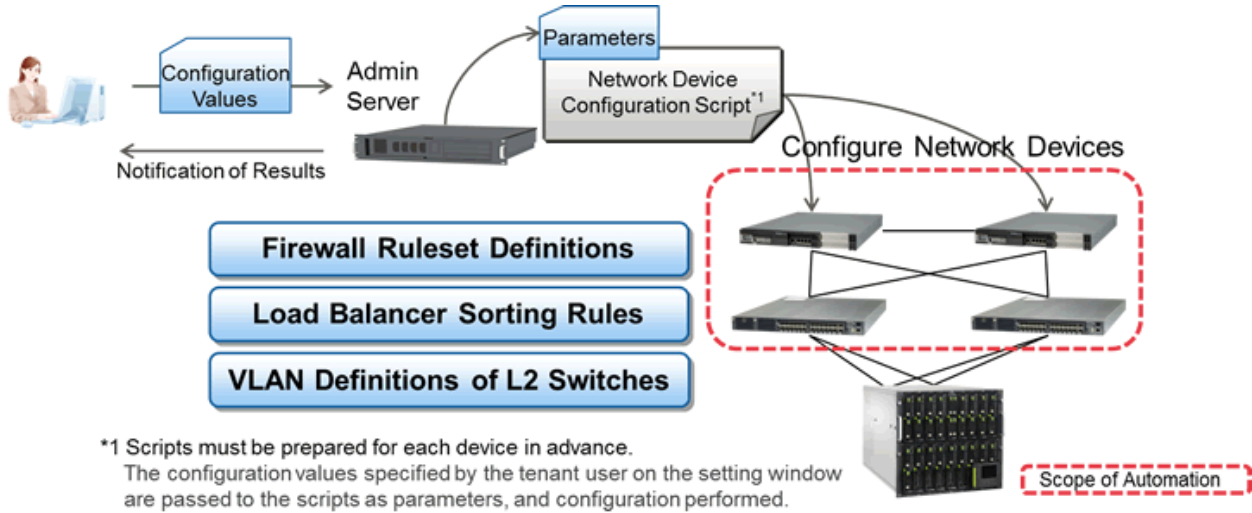 Parameters
Configuration
Values
Admin
Server
Network Device
Configuration Script*1
Notification of Results
Configure Network Devices
Firewall Ruleset Definitions
Load Balancer Sorting Rules
VLAN Definitions of L2 Switches
*1 Scripts must be prepared for each device in advance.
The configuration values specified by the tenant user on the setting window
are passed to the scripts as parameters, and configuration performed.
Scope of Automation